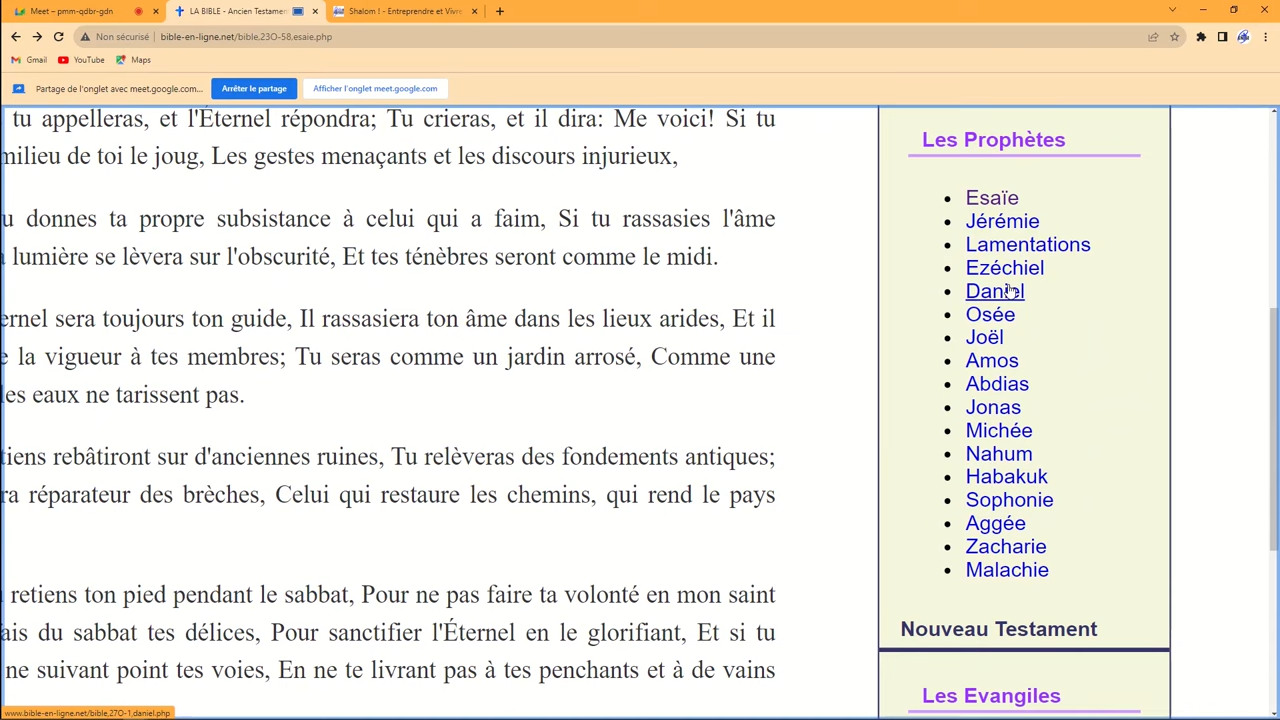 Meet – pmm-qdbr-gdn
LA BIBLE - Ancien Testamen
Shalom ! - Entreprendre et Vivre
Non sécurisé
bible-en-ligne.net/bible,23O-58,esaie.php
Gmail
YouTube
Maps
Partage de l'onglet avec meet.google.com...
Arrêter le partage
Afficher l'onglet meet.google.com
tu appelleras, et l'Éternel répondra; Tu crieras, et il dira: Me voici! Si tu
milieu de toi le joug, Les gestes menaçants et les discours injurieux,
u donnes ta propre subsistance à celui qui a faim, Si tu rassasies l'âme
a lumière se lèvera sur l'obscurité, Et tes ténèbres seront comme le midi.
ernel sera toujours ton guide, Il rassasiera ton âme dans les lieux arides, Et il
e la vigueur à tes membres; Tu seras comme un jardin arrosé, Comme une
les eaux ne tarissent pas.
tiens rebâtiront sur d'anciennes ruines, Tu relèveras des fondements antiques;
ra réparateur des brèches, Celui qui restaure les chemins, qui rend le pays
retiens ton pied pendant le sabbat, Pour ne pas faire ta volonté en mon saint
ais du sabbat tes délices, Pour sanctifier l'Éternel en le glorifiant, Et si tu
ne suivant point tes voies, En ne te livrant pas à tes penchants et à de vains
Les Prophètes
Esaïe
Jérémie
Lamentations
Ezéchiel
Daniel
Osée
Joël
Amos
Abdias
Jonas
Michée
Nahum
Habakuk
Sophonie
Aggée
Zacharie
Malachie
Nouveau Testament
Les Evangiles
www.bible-en-ligne.net/bible,27O-1,daniel.php